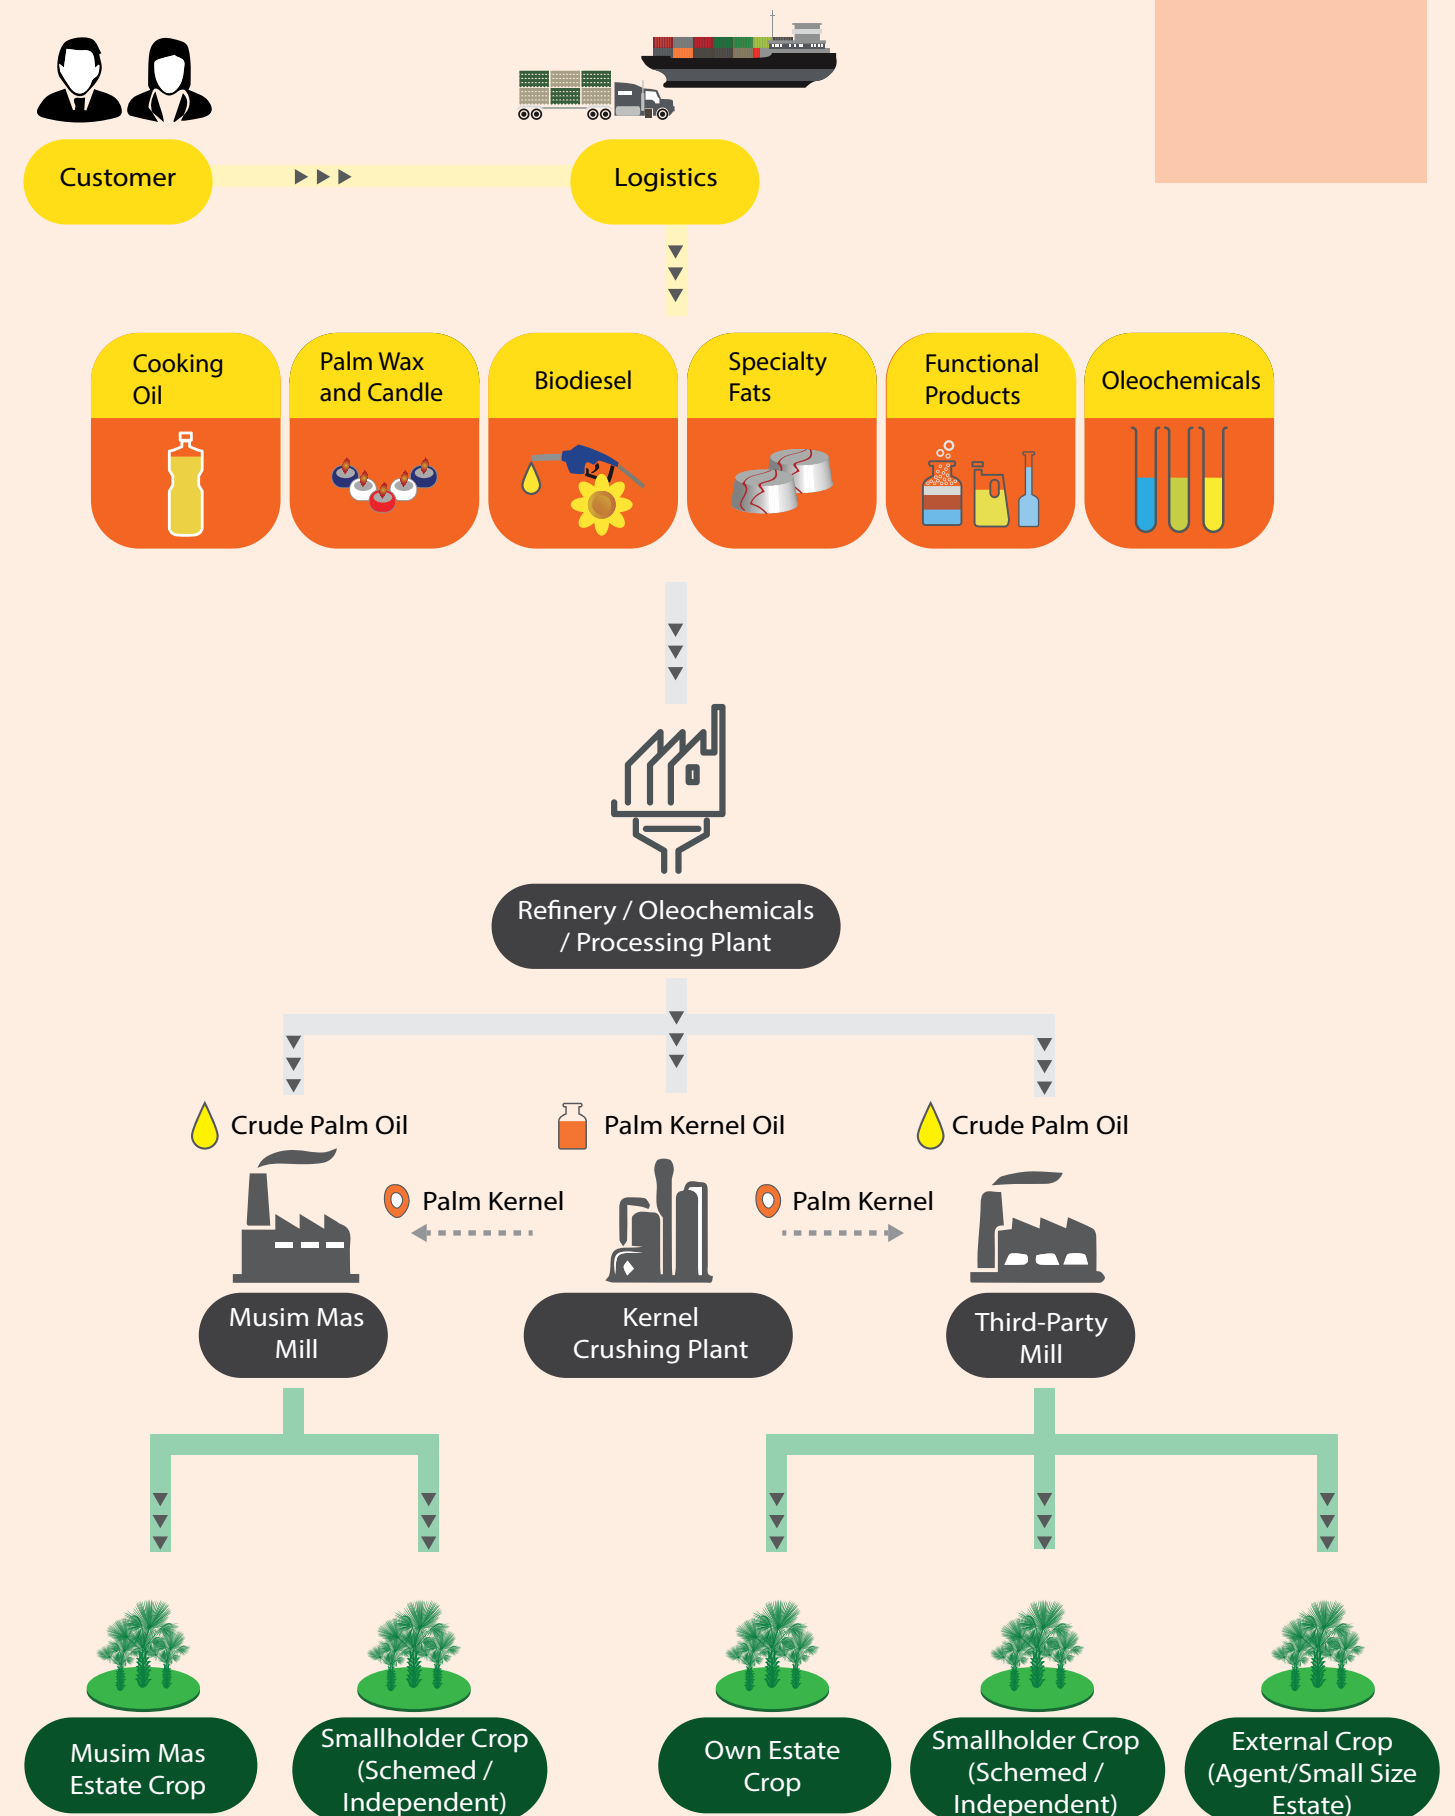 Customer
Logistics
Cooking
Oil
Palm Wax
and Candle
Biodiesel
Specialty
Fats
Functional
Products
Oleochemicals
Refinery / Oleochemicals
/ Processing Plant
Crude Palm Oil
Palm Kernel Oil
Crude Palm Oil
Palm Kernel
Palm Kernel
Musim Mas
Mill
Kernel
Crushing Plant
Third-Party
Mill
Musim Mas
Estate Crop
Smallholder Crop
(Schemed /
Independent)
Own Estate
Crop
Smallholder Crop
(Schemed /
Independent)
External Crop
(Agent/Small Size
Estate)